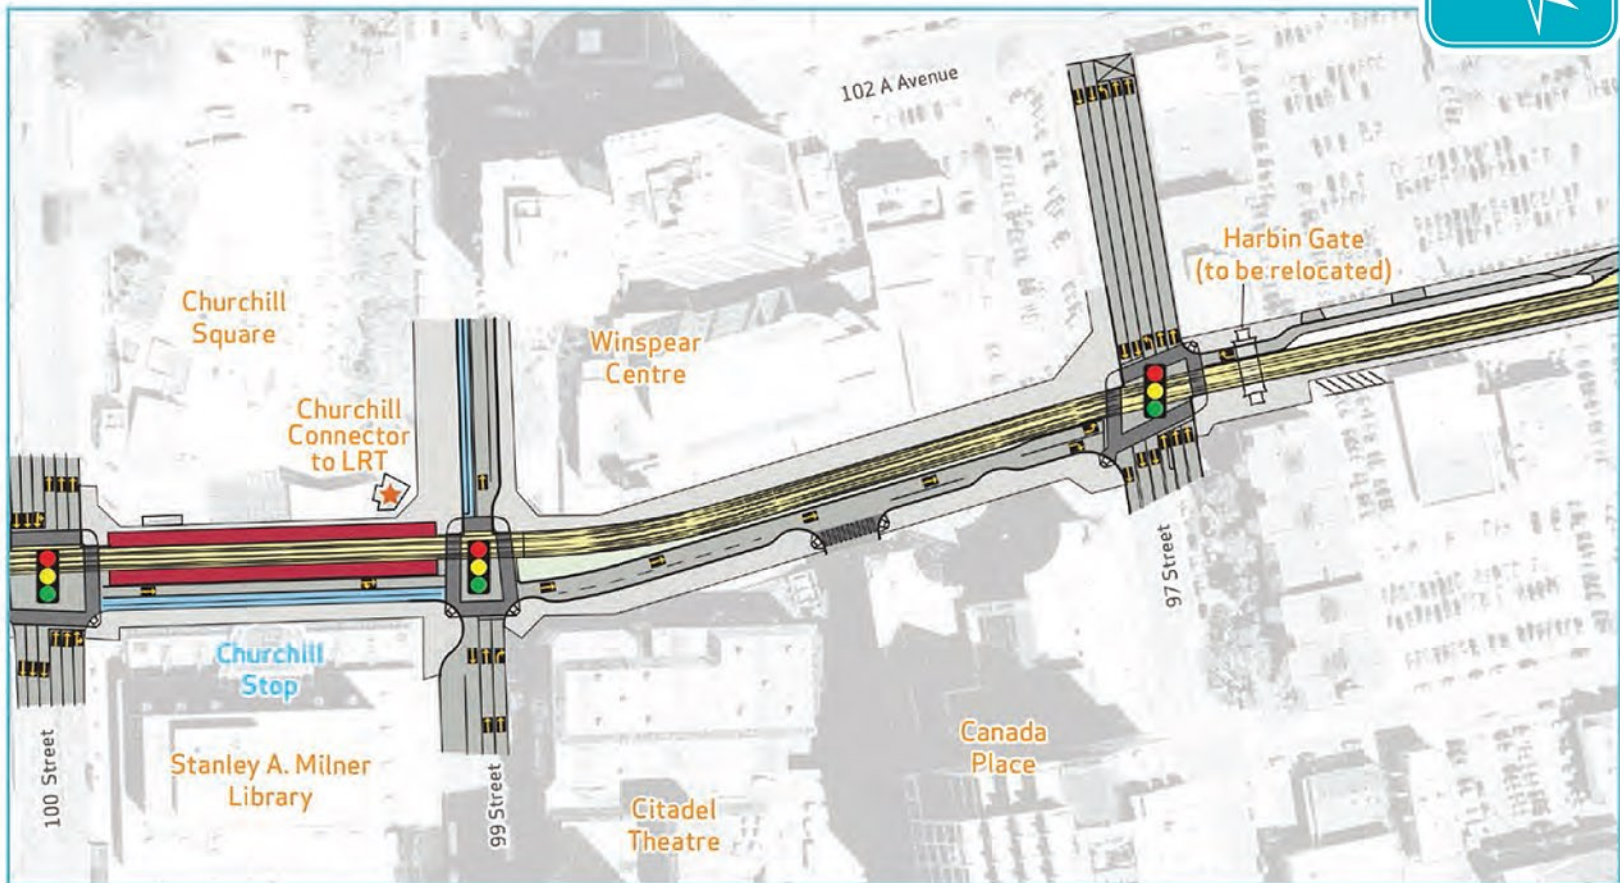 102 A Avenue
Harbin Gate
(to be relocated)
Churchill
Square
Winspear
Centre
Churchill
Connector
to LRT
97 Street
Churchill
Stop
100 Street
Stanley A. Milner
Library
99 Street
Citadel
Theatre
Canada
Place